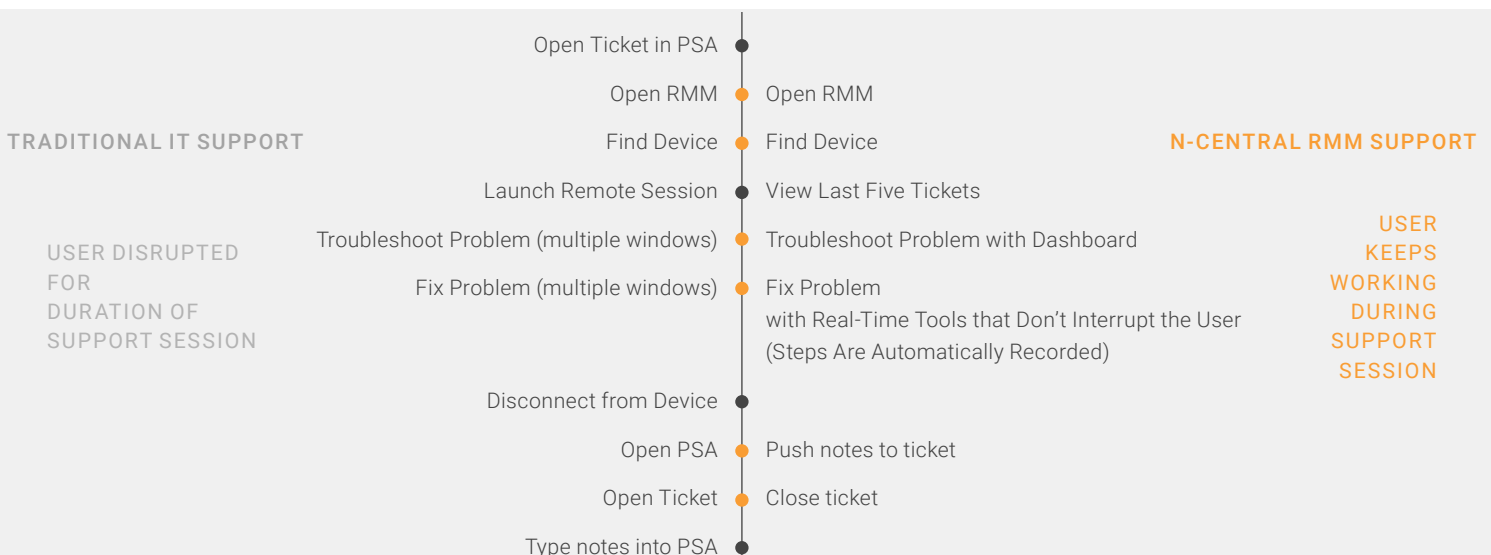 Open Ticket in PSA
Open RMM
Open RMM
TRADITIONAL IT SUPPORT
Find Device
Find Device
N-CENTRAL RMM SUPPORT
Launch Remote Session
View Last Five Tickets
USER DISRUPTED
FOR
DURATION OF
SUPPORT SESSION
Troubleshoot Problem (multiple windows)
Troubleshoot Problem with Dashboard
Fix Problem (multiple windows)
Fix Problem
with Real-Time Tools that Don’t Interrupt the User
(Steps Are Automatically Recorded)
USER
KEEPS
WORKING
DURING
SUPPORT
SESSION
Disconnect from Device
Open PSA
Push notes to ticket
Open Ticket
Close ticket
Type notes into PSA